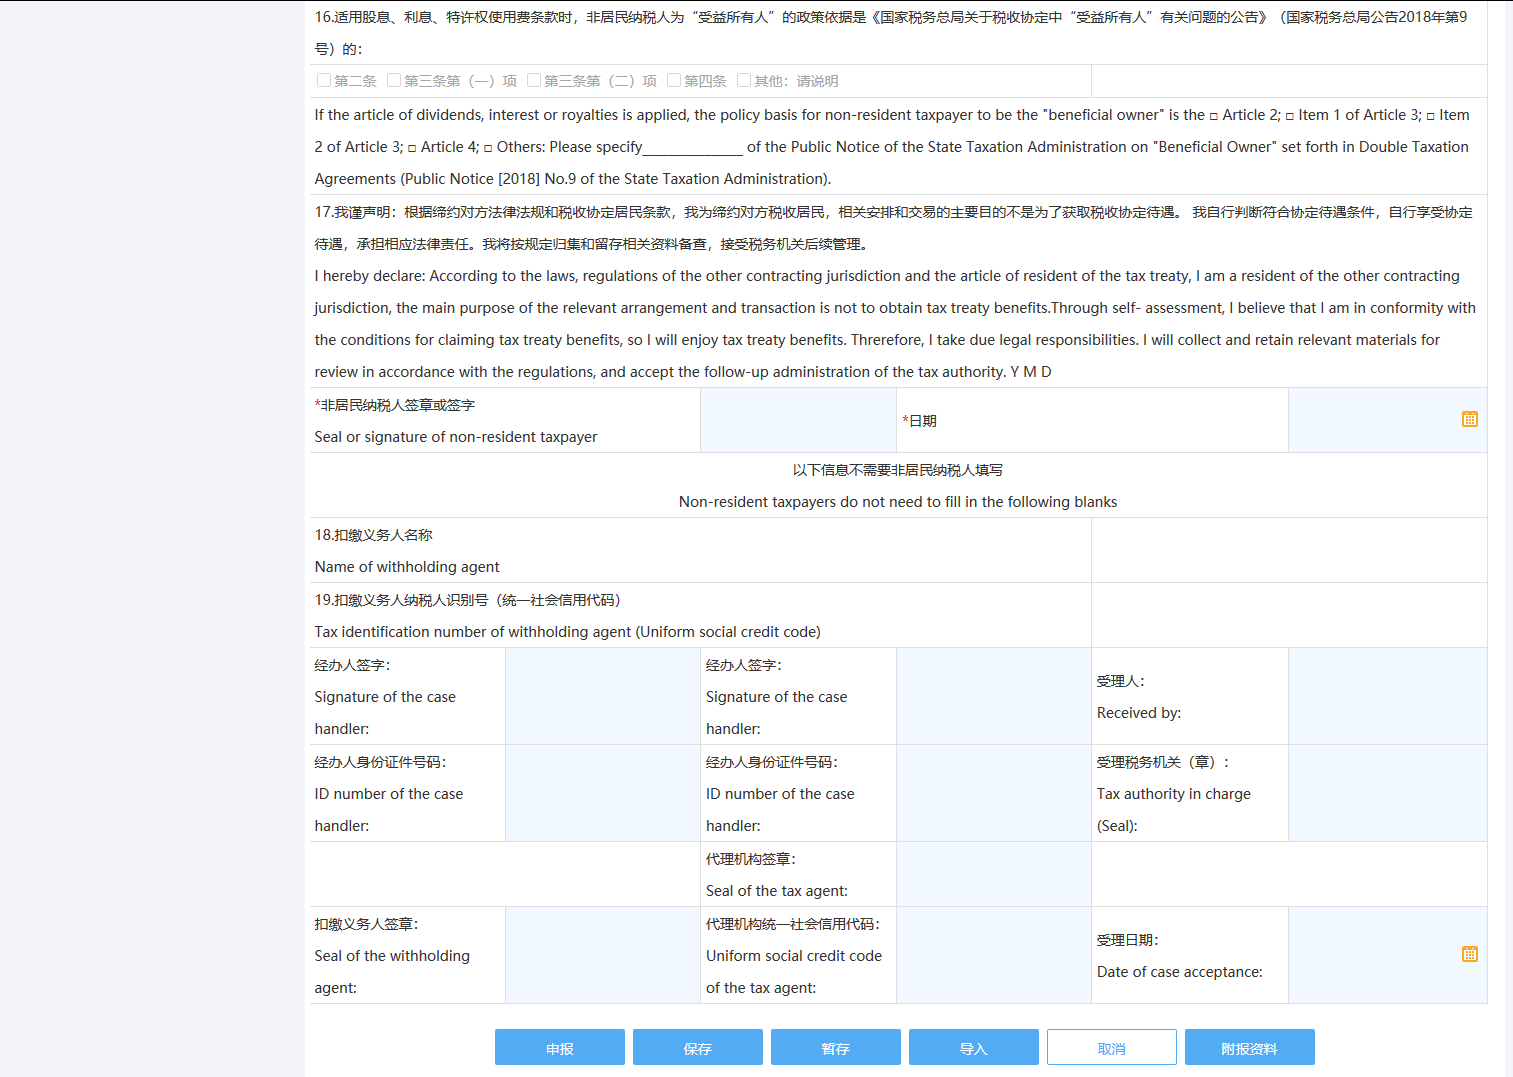 16.适用股息、利息、特许权使用费条款时，非居民纳税人为“受益所有人”的政策依据是《国家税务总局关于税收协定中“受益所有人”有关问题的公告》（国家税务总局公告2018年第9
号）的：
第二条 第三条第（一）项 第三条第（二）项 第四条 其他：请说明
If the article of dividends, interest or royalties is applied, the policy basis for non-resident taxpayer to be the "beneficial owner" is the □ Article 2; □ Item 1 of Article 3; □ Item
2 of Article 3; □ Article 4; □ Others: Please specify______________ of the Public Notice of the State Taxation Administration on "Beneficial Owner" set forth in Double Taxation
Agreements (Public Notice [2018] No.9 of the State Taxation Administration).
17.我谨声明：根据缔约对方法律法规和税收协定居民条款，我为缔约对方税收居民，相关安排和交易的主要目的不是为了获取税收协定待遇。 我自行判断符合协定待遇条件，自行享受协定
待遇，承担相应法律责任。我将按规定归集和留存相关资料备查，接受税务机关后续管理。
I hereby declare: According to the laws, regulations of the other contracting jurisdiction and the article of resident of the tax treaty, I am a resident of the other contracting
jurisdiction, the main purpose of the relevant arrangement and transaction is not to obtain tax treaty benefits.Through self- assessment, I believe that I am in conformity with
the conditions for claiming tax treaty benefits, so I will enjoy tax treaty benefits. Threrefore, I take due legal responsibilities. I will collect and retain relevant materials for
review in accordance with the regulations, and accept the follow-up administration of the tax authority. Y M D
*非居民纳税人签章或签字
Seal or signature of non-resident taxpayer
*日期
以下信息不需要非居民纳税人填写
Non-resident taxpayers do not need to fill in the following blanks
18.扣缴义务人名称
Name of withholding agent
19.扣缴义务人纳税人识别号（统一社会信用代码）
Tax identification number of withholding agent (Uniform social credit code)
经办人签字：
Signature of the case
handler:
经办人签字：
Signature of the case
handler:
受理人：
Received by:
经办人身份证件号码：
ID number of the case
handler:
经办人身份证件号码：
ID number of the case
handler:
受理税务机关（章）：
Tax authority in charge
(Seal):
代理机构签章：
Seal of the tax agent:
扣缴义务人签章：
Seal of the withholding
agent:
代理机构统一社会信用代码：
Uniform social credit code
of the tax agent:
受理日期：
Date of case acceptance:
申报 保存 暂存 导入 取消 附报资料